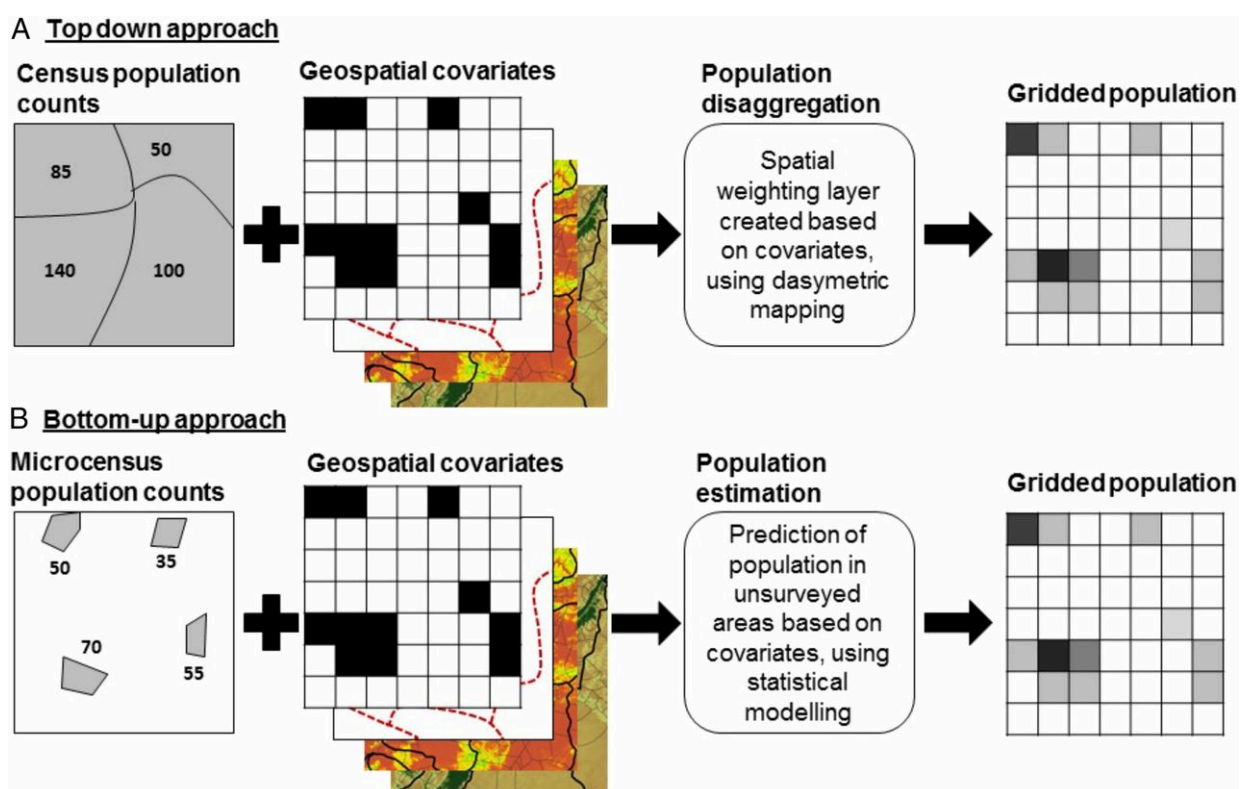 A Top down approach
Census population
counts
Geospatial covariates
Population
disaggregation
Gridded population
85
50
140
100
Spatial
weighting layer
created based
on covariates,
using dasymetric
mapping
B Bottom-up approach
Microcensus
population counts
Geospatial covariates
Population
estimation
Gridded population
50
35
70
55
Prediction of
population in
unsurveyed
areas based on
covariates, using
statistical
modelling